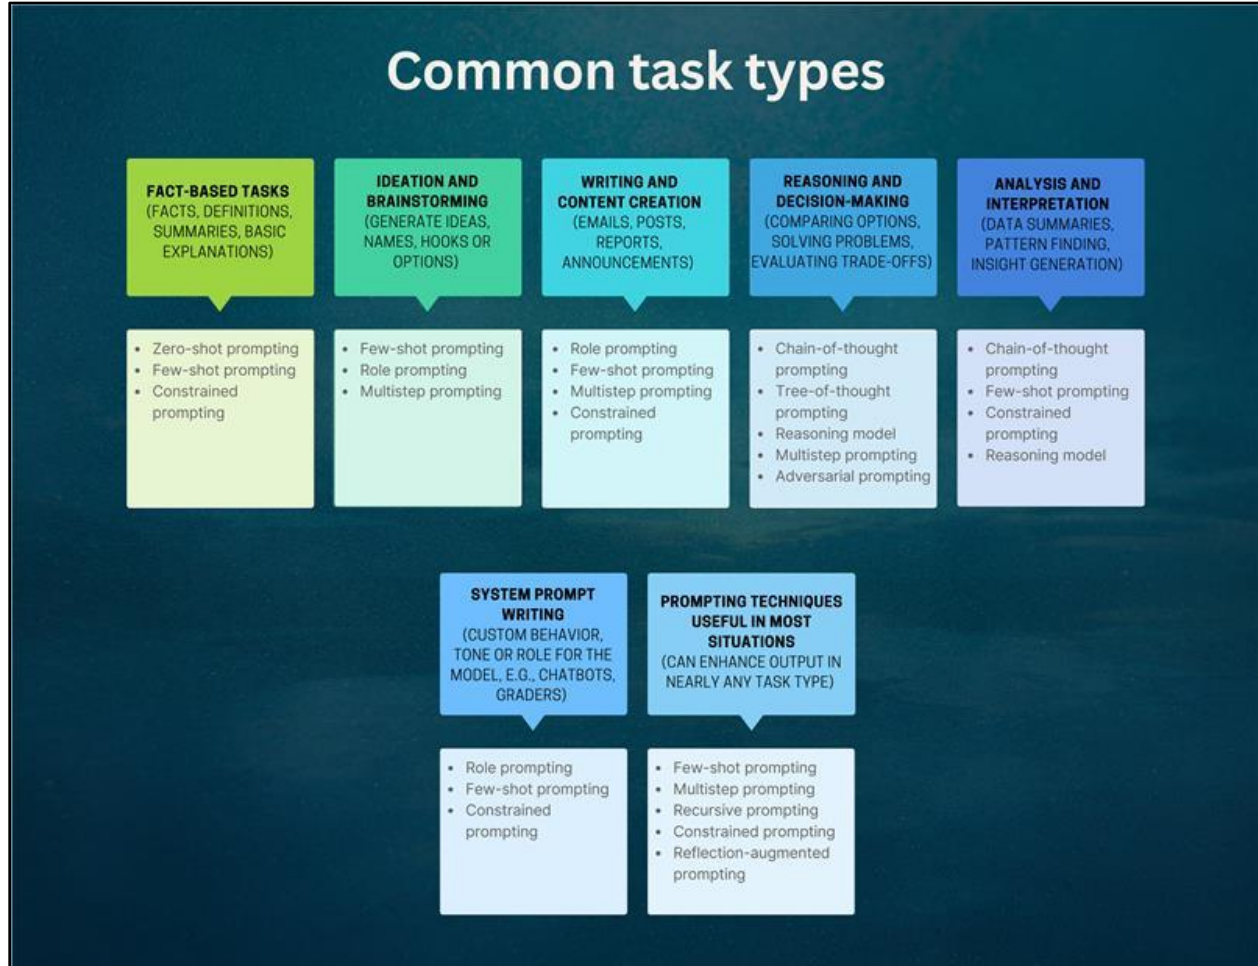 Common task types
FACT-BASED TASKS
(FACTS, DEFINITIONS,
SUMMARIES, BASIC
EXPLANATIONS)
• Zero-shot prompting
• Few-shot prompting
• Constrained
prompting
IDEATION AND
BRAINSTORMING
(GENERATE IDEAS,
NAMES, HOOKS OR
OPTIONS)
• Few-shot prompting
• Role prompting
• Multistep prompting
WRITING AND
CONTENT CREATION
(EMAILS, POSTS,
REPORTS,
ANNOUNCEMENTS)
• Role prompting
• Few-shot prompting
• Multistep prompting
• Constrained
prompting
REASONING AND
DECISION-MAKING
(COMPARING OPTIONS,
SOLVING PROBLEMS,
EVALUATING TRADE-OFFS)
• Chain-of-thought
prompting
• Tree-of-thought
prompting
• Reasoning model
• Multistep prompting
• Adversarial prompting
ANALYSIS AND
INTERPRETATION
(DATA SUMMARIES,
PATTERN FINDING,
INSIGHT GENERATION)
• Chain-of-thought
prompting
• Few-shot prompting
• Constrained
prompting
• Reasoning model
SYSTEM PROMPT
WRITING
(CUSTOM BEHAVIOR,
TONE OR ROLE FOR THE
MODEL, E.G., CHATBOTS,
GRADERS)
• Role prompting
• Few-shot prompting
• Constrained
prompting
PROMPTING TECHNIQUES
USEFUL IN MOST
SITUATIONS
(CAN ENHANCE OUTPUT IN
NEARLY ANY TASK TYPE)
• Few-shot prompting
• Multistep prompting
• Recursive prompting
• Constrained prompting
• Reflection-augmented
prompting